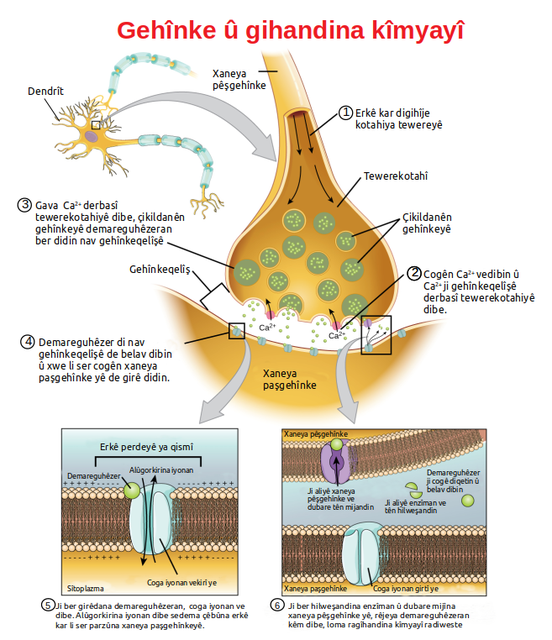 Gehînke û gihandina kîmyayî
Xaneya
pêşgehînke
Dendrît
① Erkê kar digihîje
kotahiya tewereyê
Tewerekotahî
③ Gava Ca²⁺ derbasî
tewerekotahiyê dibe, çikildanên
gehînkeyê demareguhêzeran
ber didin nav gehînkeqelîşê
Çikildanên
gehînkeyê
Gehînkeqelîş
② Cogên Ca²⁺ vedibin û
Ca²⁺ ji gehînkeqelîşê
derbasî tewerekotahiyê
dibe.
Ca²⁺
Ca²⁺
④ Demareguhêzer di nav
gehînkeqelîşê de belav dibin
û xwe li ser cogên xaneya
paşgehînke yê de girê didin.
Xaneya
paşgehînke
Erkê perdeyê ya qismî
Demareguhêzer
Alûgorkirina iyonan
+ + + + + +
+ + + + +
Sîtoplazma
Coga iyonan vekirî ye
Xaneya pêşgehînke
Ji aliyê xaneya
pêşgehînke ve
dubare tên mijandin
Demareguhêzer
ji cogê diqetin û
belav dibin
Ji aliyê enzîman ve
tên hilweşandin
Xaneya paşgehînke
Coga iyonan girtî ye
⑤ Ji ber girêdana demareguhêzeran, coga iyonan ve
dibe. Alûgorkirina iyonan dibe sedema çêbûna erkê
kar li ser parzûna xaneya paşgehînkeyê.
⑥ Ji ber hilweşandina enzîman û dubare mijîna
xaneya pêşgehînke yê, rêjeya demareguhêzeran
kêm dibe, loma ragihandina kîmyayî radiweste